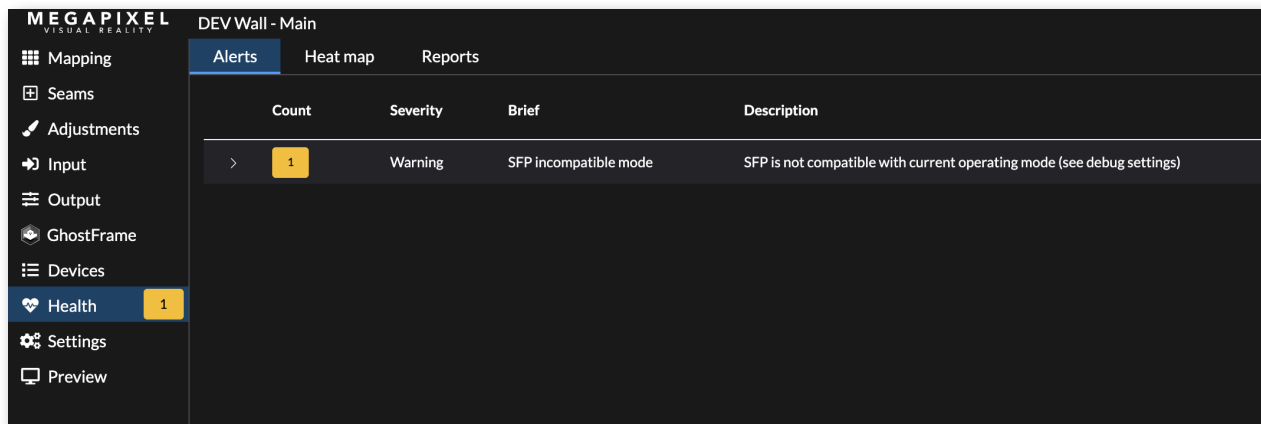 MEGAPIXEL
VISUAL REALITY
DEV Wall - Main
Mapping
Seams
Adjustments
Input
Output
GhostFrame
Devices
Health 1
Settings
Preview
Alerts Heat map Reports
Count Severity Brief Description
1 Warning SFP incompatible mode SFP is not compatible with current operating mode (see debug settings)